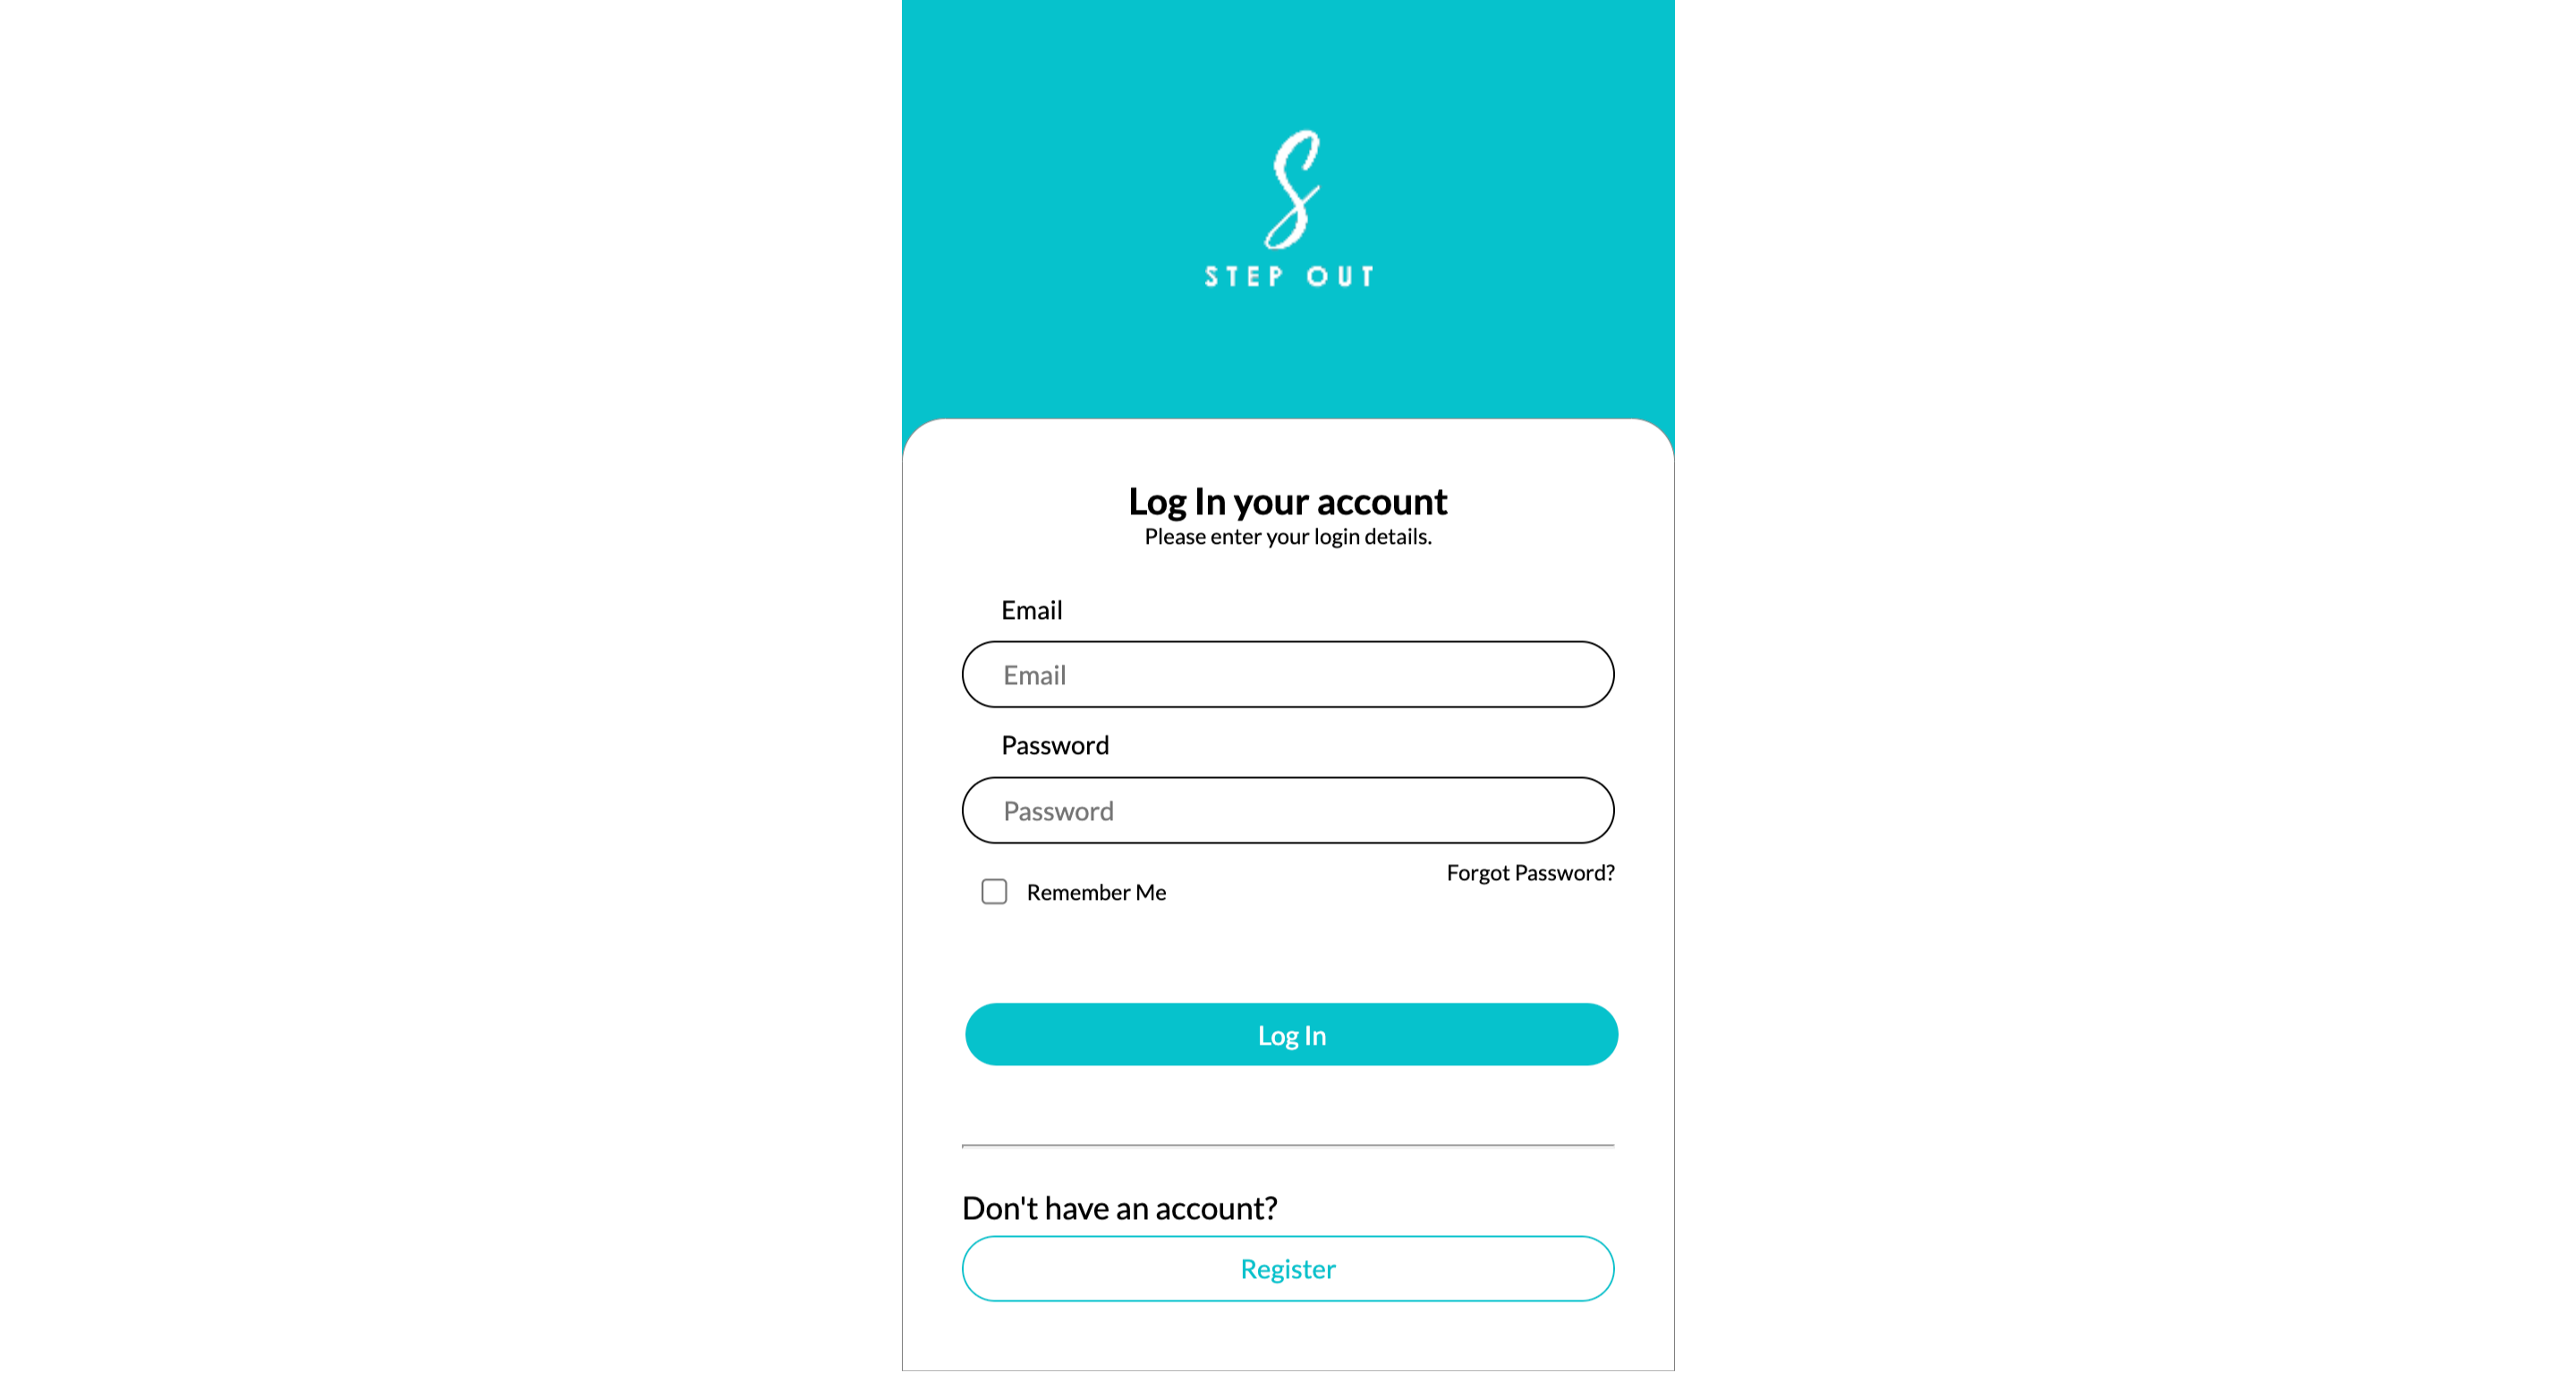 S
STEP OUT
Log In your account
Please enter your login details.
Email
Email
Password
Password
Forgot Password?
Remember Me
Log In
Don't have an account?
Register